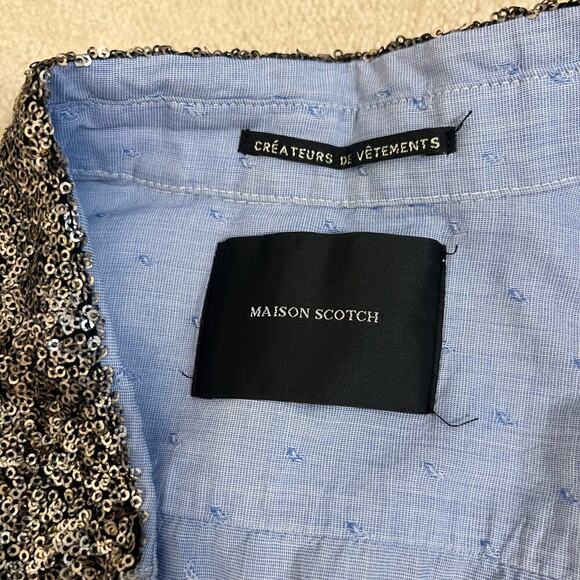 CRÉATEURS DE VÊTEMENTS
MAISON SCOTCH